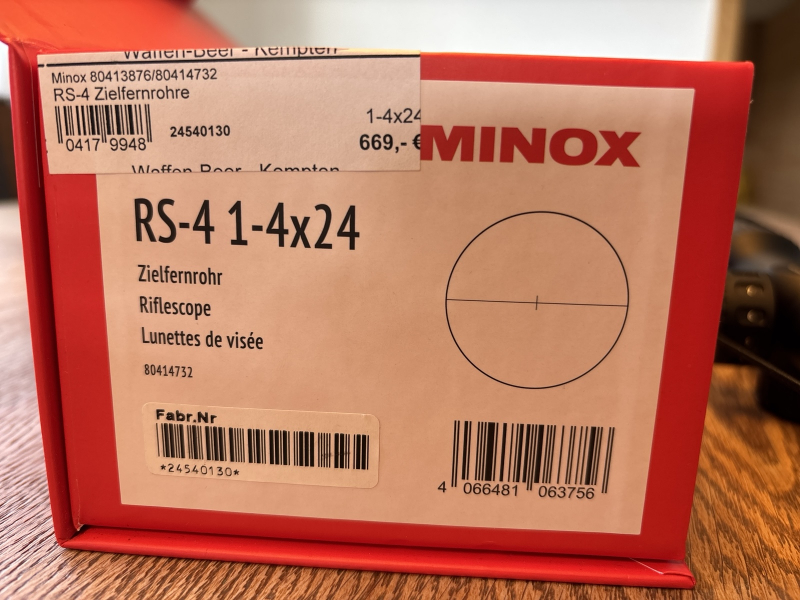 Waffen-Beer - Kempten
Minox 80413876/80414732
RS-4 Zielfernrohre
0417 9948
24540130
1-4x24
669,- €
Waffen-Beer - Kempten
MINOX
RS-4 1-4x24
Zielfernrohr
Riflescope
Lunettes de visée
80414732
Fabr.Nr
*24540130*
4 066481 063756